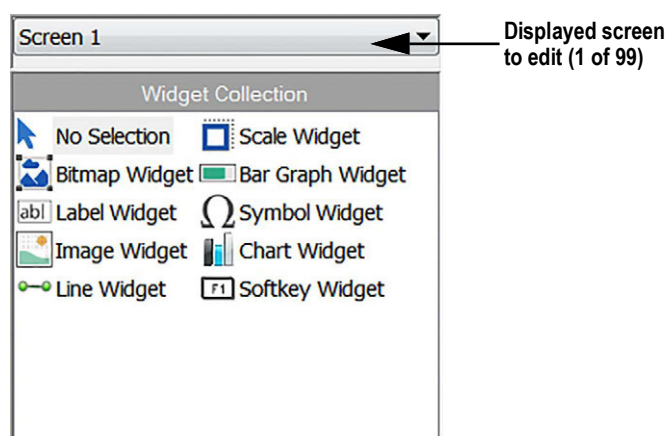 Screen 1
Displayed screen
to edit (1 of 99)
Widget Collection
No Selection
Scale Widget
Bitmap Widget
Bar Graph Widget
abl
Label Widget
Ω
Symbol Widget
Image Widget
Chart Widget
Line Widget
F1
Softkey Widget